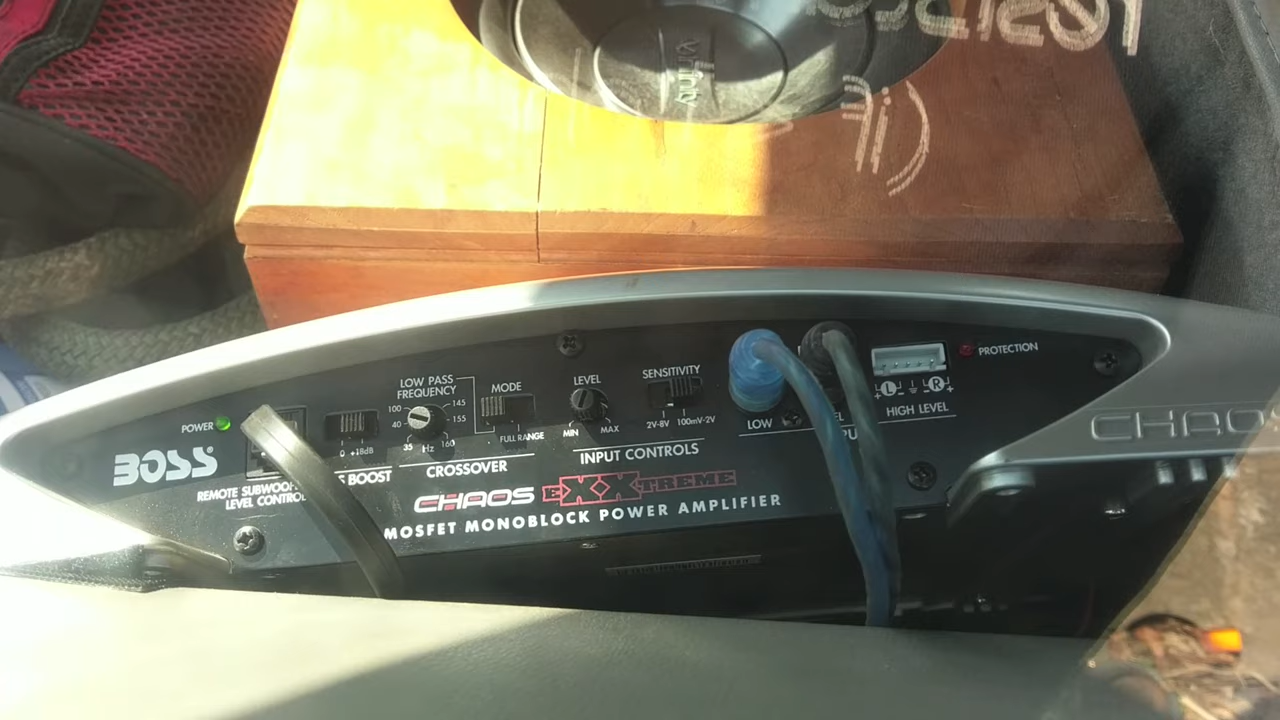 Infinity
POWER
BOSS
REMOTE SUBWOOFER
LEVEL CONTROL
BOOST
0 +18dB
LOW PASS
FREQUENCY
100
145
40
155
35 Hz 160
CROSSOVER
MODE
FULL RANGE
LEVEL
MIN MAX
SENSITIVITY
2V-8V 100mV-2V
INPUT CONTROLS
LOW
+ L - - R +
HIGH LEVEL
PROTECTION
CHAOS EXXTREME
MOSFET MONOBLOCK POWER AMPLIFIER
CHAOS